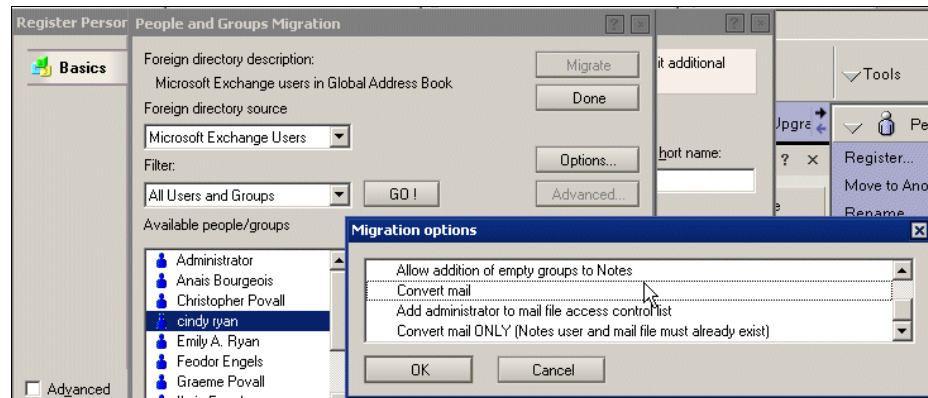 Register Person
People and Groups Migration
Basics
Foreign directory description:
Microsoft Exchange users in Global Address Book
Foreign directory source
Microsoft Exchange Users
Filter:
All Users and Groups
GO !
Migrate
Done
Options...
Advanced...
it additional
hort name:
Tools
Upgra
Pe
?
Register...
Move to Ano
Rename
Available people/groups
Administrator
Anais Bourgeois
Christopher Povall
cindy ryan
Emily A. Ryan
Feodor Engels
Graeme Povall
Migration options
Allow addition of empty groups to Notes
Convert mail
Add administrator to mail file access control list
Convert mail ONLY (Notes user and mail file must already exist)
OK
Cancel
Advanced